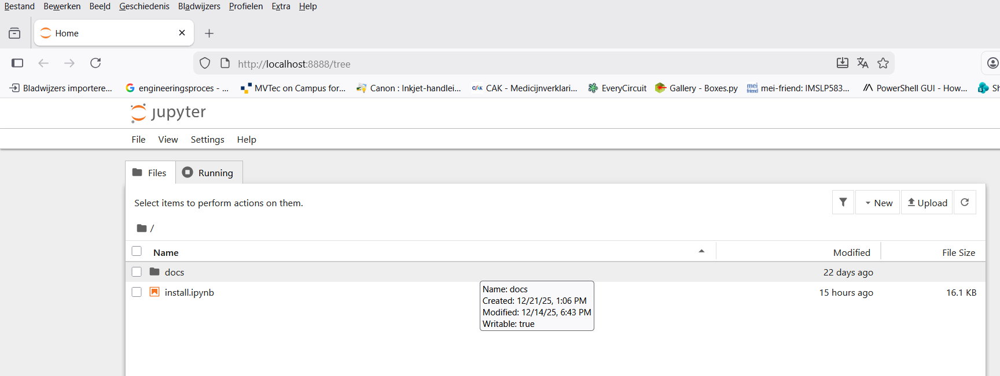 Bestand Bewerken Beeld Geschiedenis Bladwijzers Profielen Extra Help
Home
http://localhost:8888/tree
Bladwijzers importere... engineeringsproces - ... MVTec on Campus for... Canon : Inkjet-handlei... CAK - Medicijnverklari... EveryCircuit Gallery - Boxes.py mei-friend: IMSLP583... PowerShell GUI - How... Sh
jupyter
File View Settings Help
Files Running
Select items to perform actions on them. New Upload
/
Name Modified File Size
docs 22 days ago
install.ipynb 15 hours ago 16.1 KB
Name: docs
Created: 12/21/25, 1:06 PM
Modified: 12/14/25, 6:43 PM
Writable: true